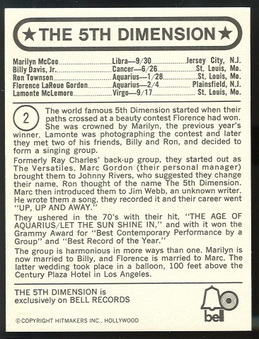 ★ THE 5TH DIMENSION ★
Marilyn McCoo Libra—9/30 Jersey City, N.J.
Billy Davis, Jr. Cancer—6/26 St. Louis, Mo.
Ron Townson Aquarius—1/28 St. Louis, Mo.
Florence LaRoue Gordon Aquarius—2/4 Plainsfield, N.J.
Lamonte McLemore Virgo—9/17 St. Louis, Mo.
2
The world famous 5th Dimension started when their
paths crossed at a beauty contest Florence had won.
She was crowned by Marilyn, the previous year's
winner. Lamonte was photographing the contest and later
they met two of his friends, Billy and Ron, and decided to
form a singing group.
Formerly Ray Charles' back-up group, they started out as
The Versatiles. Marc Gordon (their personal manager)
brought them to Johnny Rivers, who suggested they change
their name, Ron thought of the name The 5th Dimension.
Marc then introduced them to Jim Webb, an unknown writer.
He wrote them a song, they recorded it and their career went
"UP, UP AND AWAY."
They ushered in the 70's with their hit, "THE AGE OF
AQUARIUS/LET THE SUN SHINE IN," and with it won the
Grammy Award for "Best Contemporary Performance by a
Group" and "Best Record of the Year."
The group is harmonious in more ways than one. Marilyn is
now married to Billy, and Florence is married to Marc. The
latter wedding took place in a balloon, 100 feet above the
Century Plaza Hotel in Los Angeles.
THE 5TH DIMENSION is
exclusively on BELL RECORDS
bell
©COPYRIGHT HITMAKERS INC., HOLLYWOOD